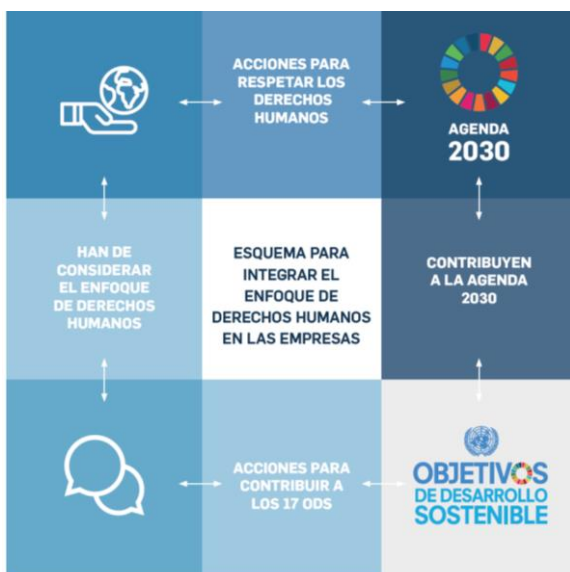 ACCIONES PARA
RESPETAR LOS
DERECHOS
HUMANOS
AGENDA
2030
HAN DE
CONSIDERAR
EL ENFOQUE
DE DERECHOS
HUMANOS
ESQUEMA PARA
INTEGRAR EL
ENFOQUE DE
DERECHOS HUMANOS
EN LAS EMPRESAS
CONTRIBUYEN
A LA AGENDA
2030
ACCIONES PARA
CONTRIBUIR A
LOS 17 ODS
OBJETIVOS
DE DESARROLLO
SOSTENIBLE